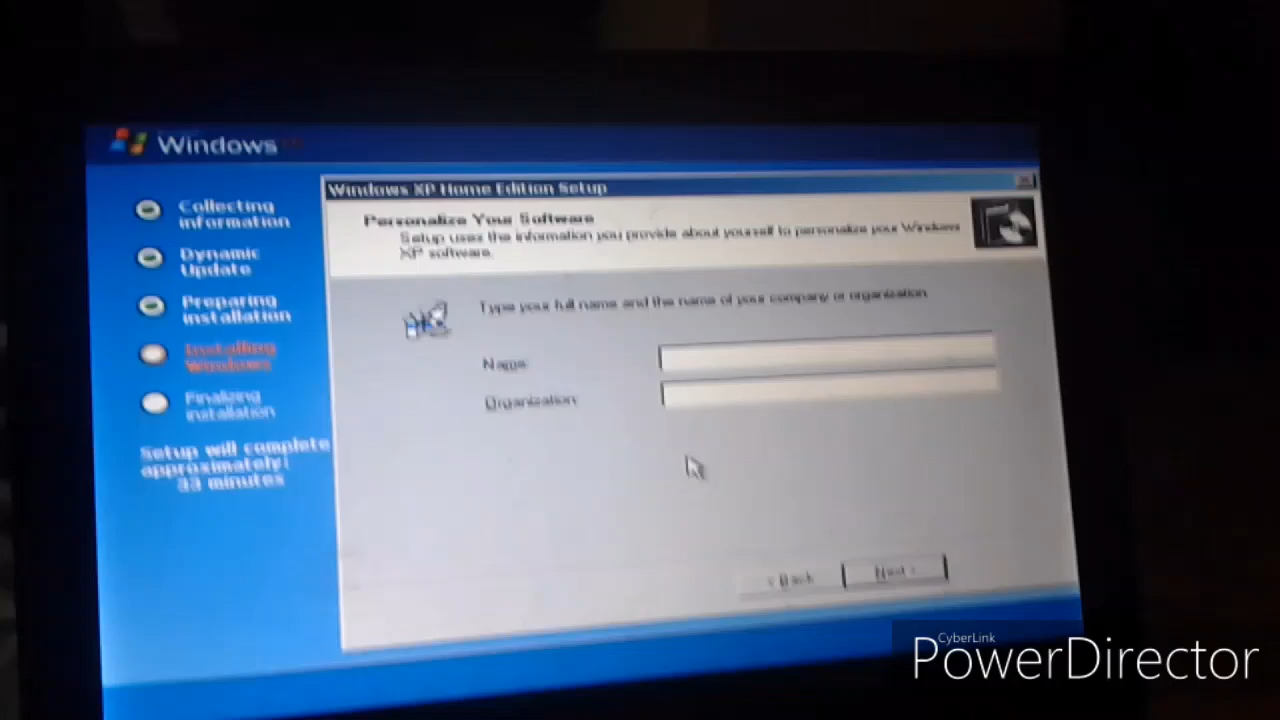 Windows
Collecting
information
Dynamic
Update
Preparing
installation
Installing
Windows
Finalizing
installation
Setup will complete
approximately:
33 minutes
Windows XP Home Edition Setup
Personalize Your Software
Setup uses the information you provide about yourself to personalize your Windows
XP software.
Type your full name and the name of your company or organization.
Name:
Organization:
< Back
Next >
CyberLink
PowerDirector